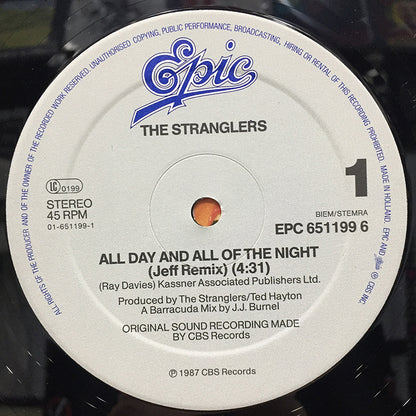 ALL RIGHTS OF THE PRODUCER AND OF THE OWNER OF THE RECORDED WORK RESERVED. UNAUTHORISED COPYING, PUBLIC PERFORMANCE, BROADCASTING, HIRING OR RENTAL OF THIS RECORDING PROHIBITED. MADE IN HOLLAND. EPIC AND
Epic
THE STRANGLERS
1
LC 0199
STEREO
45 RPM
01-651199-1
BIEM/STEMRA
EPC 651199 6
ALL DAY AND ALL OF THE NIGHT
(Jeff Remix) (4:31)
(Ray Davies) Kassner Associated Publishers Ltd.
Produced by The Stranglers/Ted Hayton
A Barracuda Mix by J.J. Burnel
ORIGINAL SOUND RECORDING MADE
BY CBS Records
℗ 1987 CBS Records